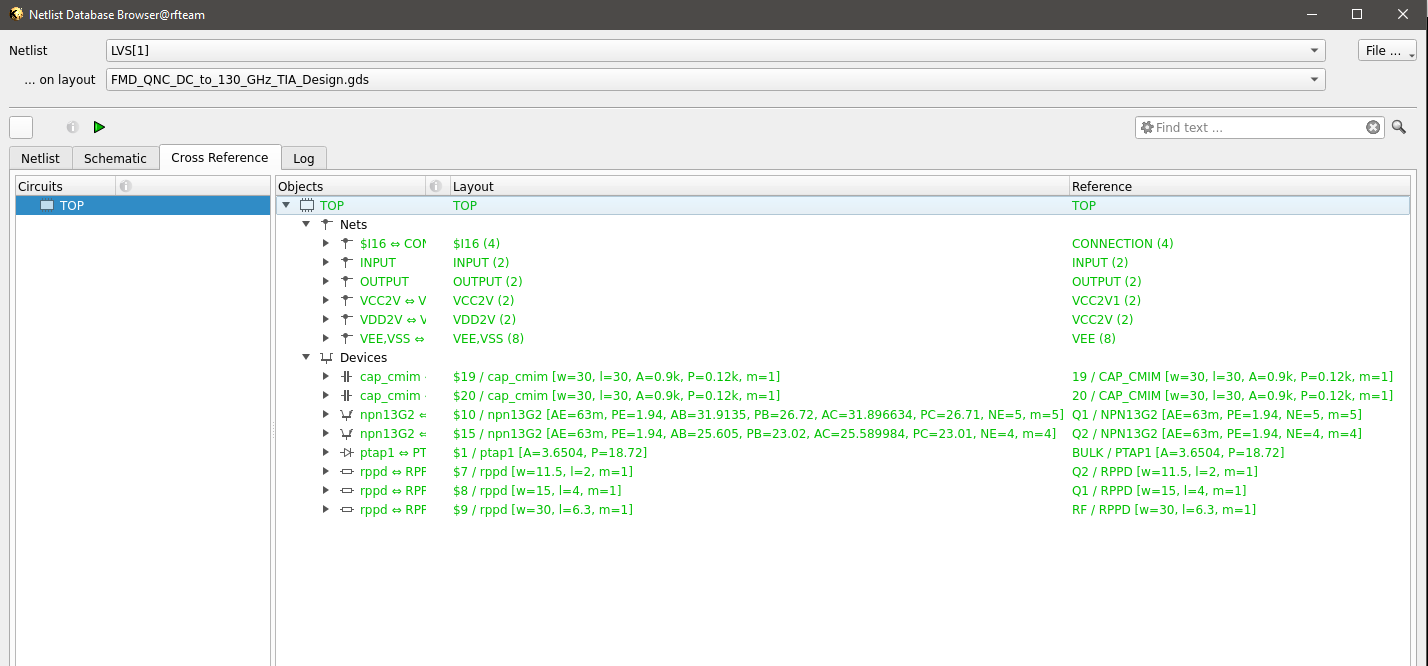 Netlist Database Browser@rfteam
Netlist LVS[1] File ...
... on layout FMD_QNC_DC_to_130_GHz_TIA_Design.gds
Find text ...
Netlist Schematic Cross Reference Log
Circuits Objects Layout Reference
TOP TOP TOP TOP
Nets
$I16 ⇔ CON $I16 (4) CONNECTION (4)
INPUT INPUT (2) INPUT (2)
OUTPUT OUTPUT (2) OUTPUT (2)
VCC2V ⇔ V VCC2V (2) VCC2V1 (2)
VDD2V ⇔ V VDD2V (2) VCC2V (2)
VEE,VSS ⇔ VEE,VSS (8) VEE (8)
Devices
cap_cmim $19 / cap_cmim [w=30, l=30, A=0.9k, P=0.12k, m=1] 19 / CAP_CMIM [w=30, l=30, A=0.9k, P=0.12k, m=1]
cap_cmim $20 / cap_cmim [w=30, l=30, A=0.9k, P=0.12k, m=1] 20 / CAP_CMIM [w=30, l=30, A=0.9k, P=0.12k, m=1]
npn13G2 ⇔ $10 / npn13G2 [AE=63m, PE=1.94, AB=31.9135, PB=26.72, AC=31.896634, PC=26.71, NE=5, m=5] Q1 / NPN13G2 [AE=63m, PE=1.94, NE=5, m=5]
npn13G2 ⇔ $15 / npn13G2 [AE=63m, PE=1.94, AB=25.605, PB=23.02, AC=25.589984, PC=23.01, NE=4, m=4] Q2 / NPN13G2 [AE=63m, PE=1.94, NE=4, m=4]
ptap1 ⇔ PT $1 / ptap1 [A=3.6504, P=18.72] BULK / PTAP1 [A=3.6504, P=18.72]
rppd ⇔ RPP $7 / rppd [w=11.5, l=2, m=1] Q2 / RPPD [w=11.5, l=2, m=1]
rppd ⇔ RPP $8 / rppd [w=15, l=4, m=1] Q1 / RPPD [w=15, l=4, m=1]
rppd ⇔ RPP $9 / rppd [w=30, l=6.3, m=1] RF / RPPD [w=30, l=6.3, m=1]